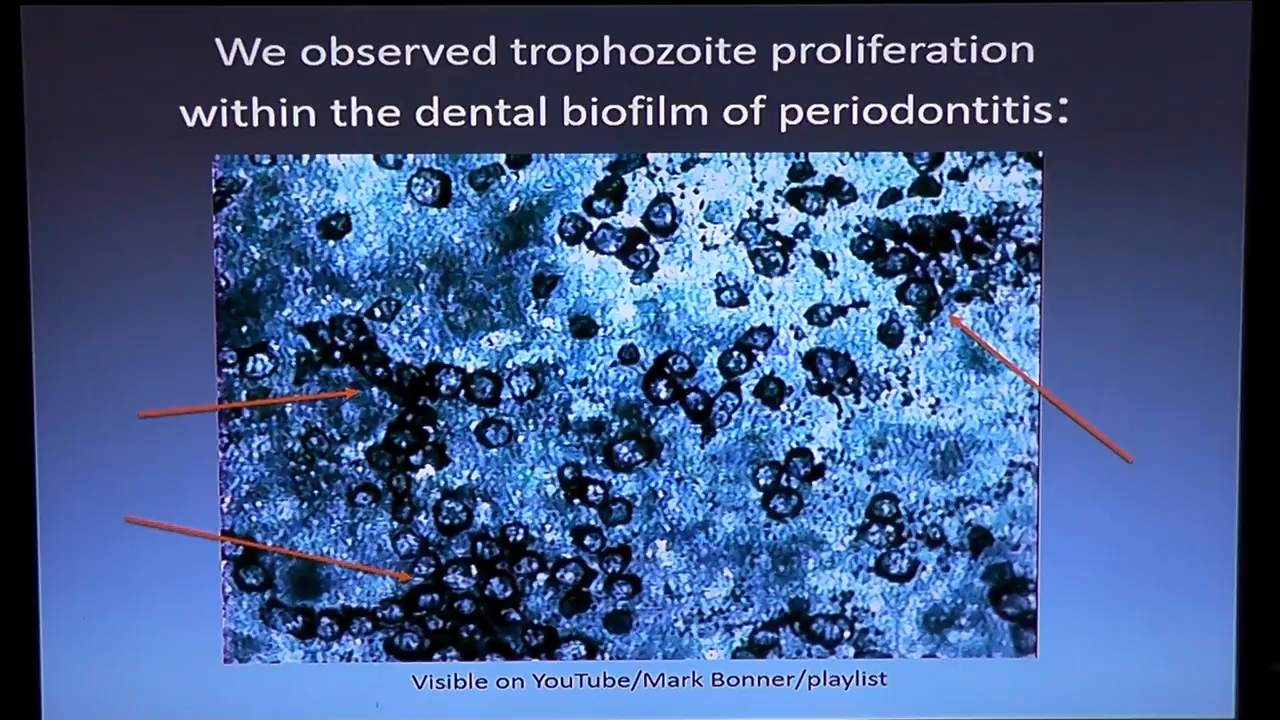 We observed trophozoite proliferation
within the dental biofilm of periodontitis:
Visible on YouTube/Mark Bonner/playlist